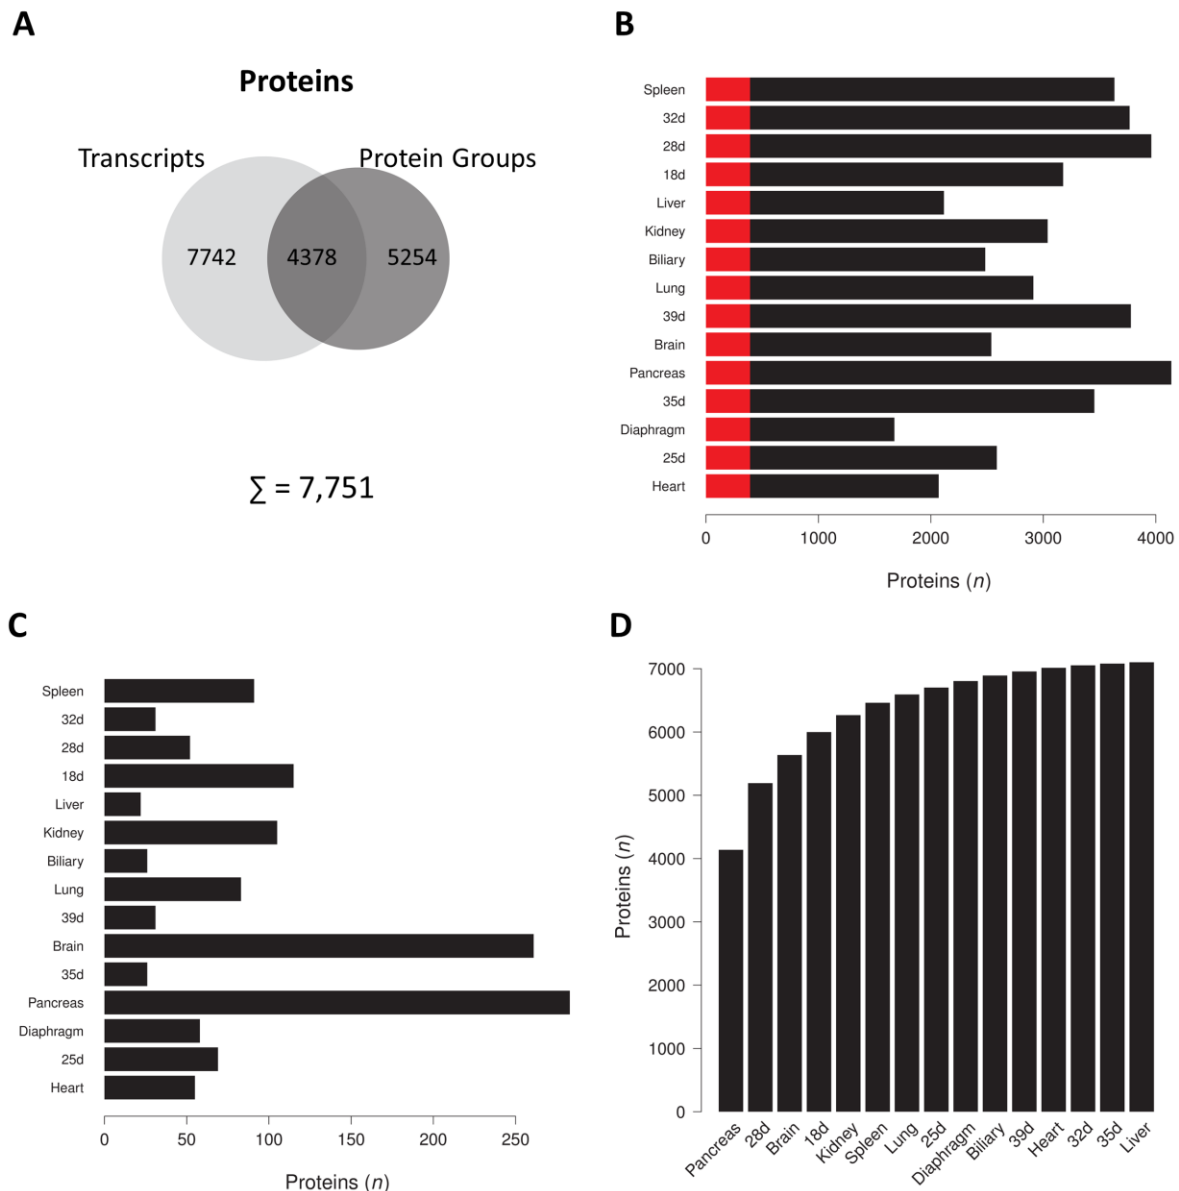 A
Proteins
Transcripts
Protein Groups
7742
4378
5254
∑ = 7,751
B
Spleen
32d
28d
18d
Liver
Kidney
Biliary
Lung
39d
Brain
Pancreas
35d
Diaphragm
25d
Heart
0 1000 2000 3000 4000
Proteins (n)
C
Spleen
32d
28d
18d
Liver
Kidney
Biliary
Lung
39d
Brain
35d
Pancreas
Diaphragm
25d
Heart
0 50 100 150 200 250
Proteins (n)
D
7000
6000
5000
4000
3000
2000
1000
0
Proteins (n)
Pancreas 28d Brain 18d Kidney Spleen Lung 25d Diaphragm Biliary 39d Heart 32d 35d Liver